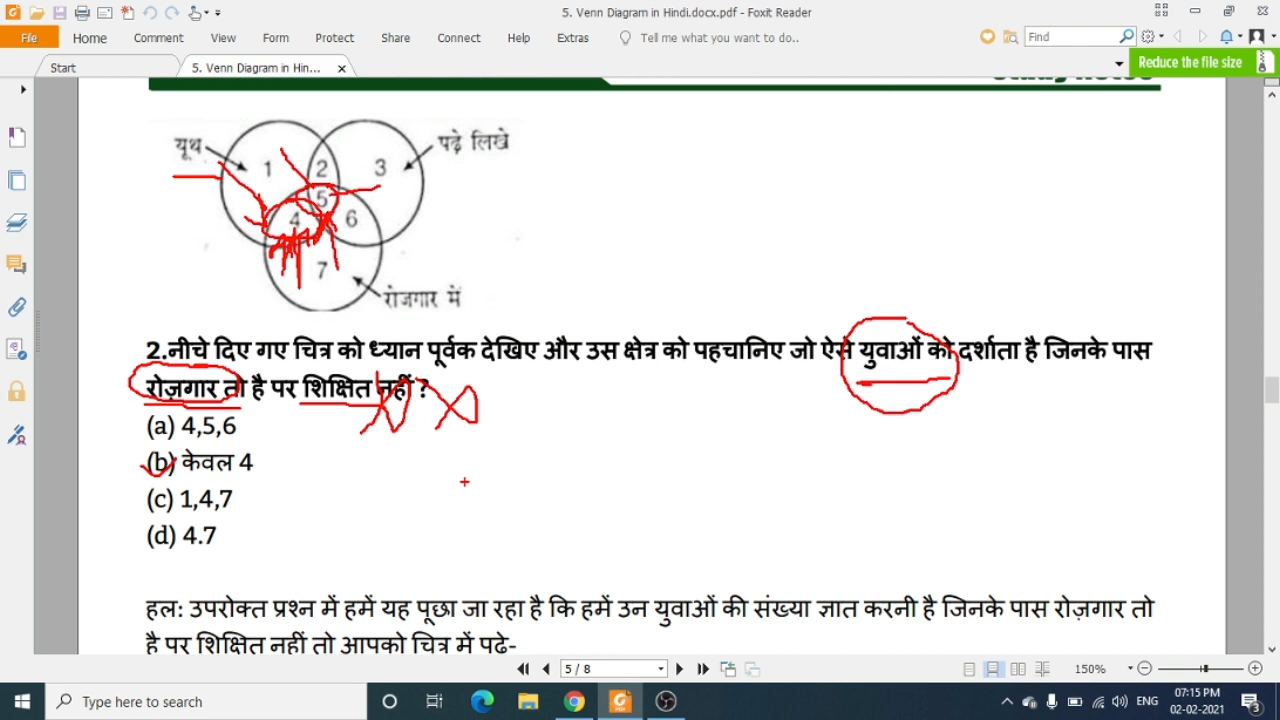 5. Venn Diagram in Hindi.docx.pdf - Foxit Reader
File Home Comment View Form Protect Share Connect Help Extras Tell me what you want to do.. Find
Start 5. Venn Diagram in Hin... Reduce the file size
यूथ 1 2 3 पढ़े लिखे
5
4 6
7
रोजगार में
2.नीचे दिए गए चित्र को ध्यान पूर्वक देखिए और उस क्षेत्र को पहचानिए जो ऐसे युवाओं को दर्शाता है जिनके पास
रोज़गार तो है पर शिक्षित नहीं ?
(a) 4,5,6
(b) केवल 4
(c) 1,4,7
(d) 4.7
हल: उपरोक्त प्रश्न में हमें यह पूछा जा रहा है कि हमें उन युवाओं की संख्या ज्ञात करनी है जिनके पास रोज़गार तो
है पर शिक्षित नहीं तो आपको चित्र में पढे-
5 / 8 150%
Type here to search ENG 07:15 PM
02-02-2021 3